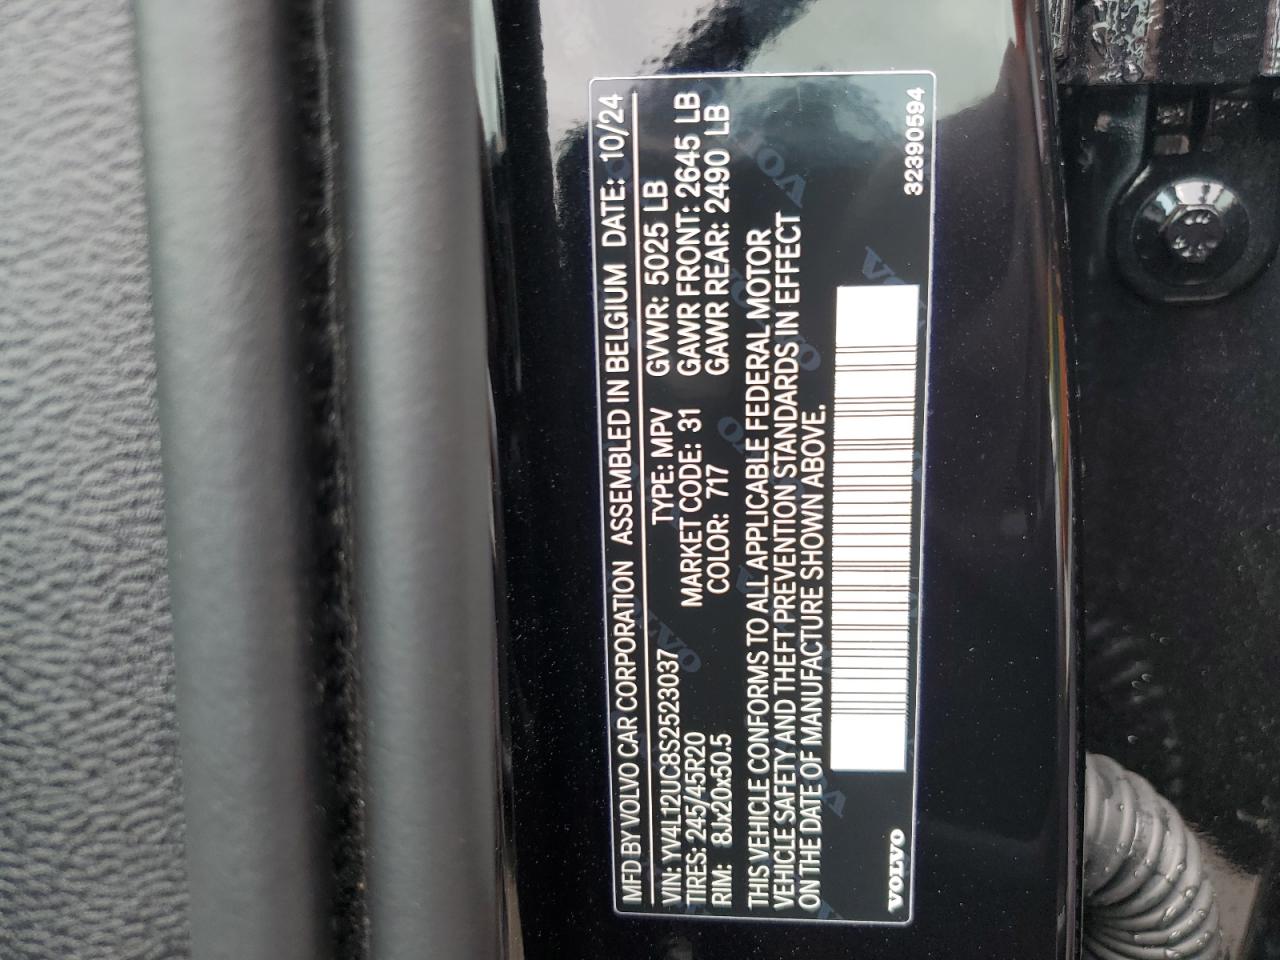 MFD BY VOLVO CAR CORPORATION ASSEMBLED IN BELGIUM DATE: 10/24
VIN: YV4L12UC8S2523037 TYPE: MPV GVWR: 5025 LB
TIRES: 245/45R20 MARKET CODE: 31 GAWR FRONT: 2645 LB
RIM: 8Jx20x50.5 COLOR: 717 GAWR REAR: 2490 LB
THIS VEHICLE CONFORMS TO ALL APPLICABLE FEDERAL MOTOR
VEHICLE SAFETY AND THEFT PREVENTION STANDARDS IN EFFECT
ON THE DATE OF MANUFACTURE SHOWN ABOVE.
VOLVO 32390594